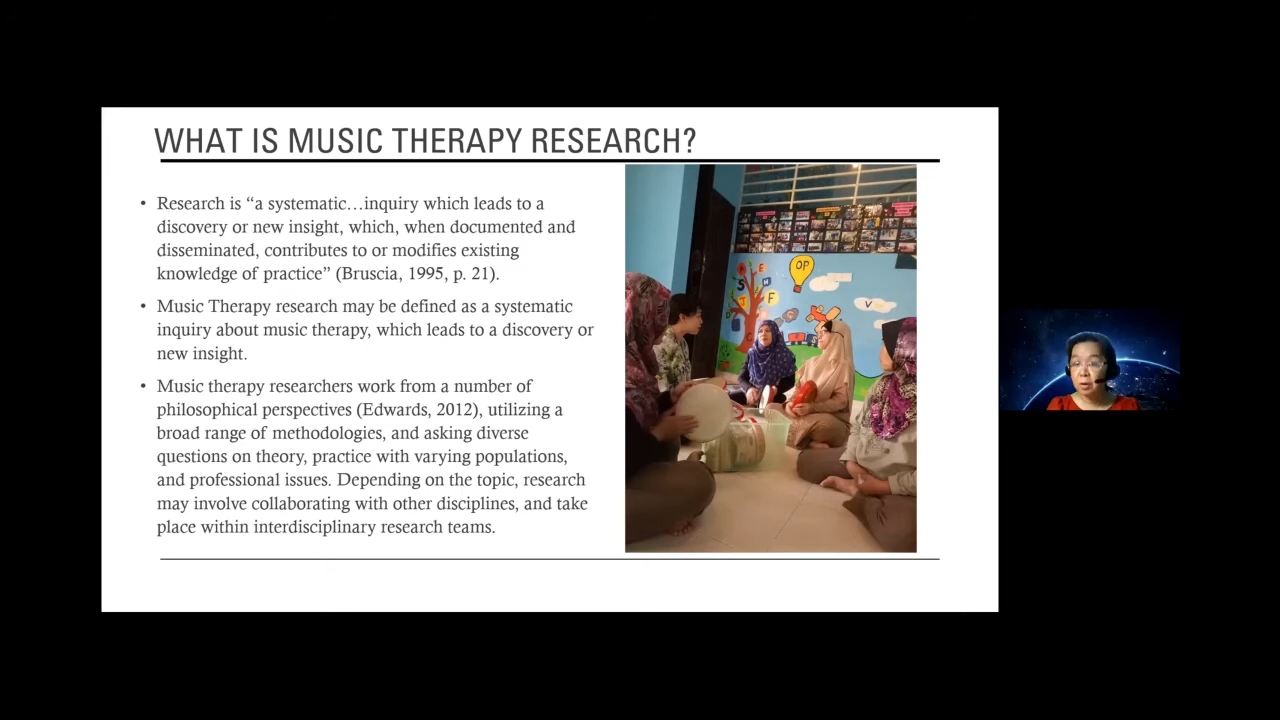 WHAT IS MUSIC THERAPY RESEARCH?
• Research is “a systematic…inquiry which leads to a
discovery or new insight, which, when documented and
disseminated, contributes to or modifies existing
knowledge of practice” (Bruscia, 1995, p. 21).
• Music Therapy research may be defined as a systematic
inquiry about music therapy, which leads to a discovery or
new insight.
• Music therapy researchers work from a number of
philosophical perspectives (Edwards, 2012), utilizing a
broad range of methodologies, and asking diverse
questions on theory, practice with varying populations,
and professional issues. Depending on the topic, research
may involve collaborating with other disciplines, and take
place within interdisciplinary research teams.
OP
F
V